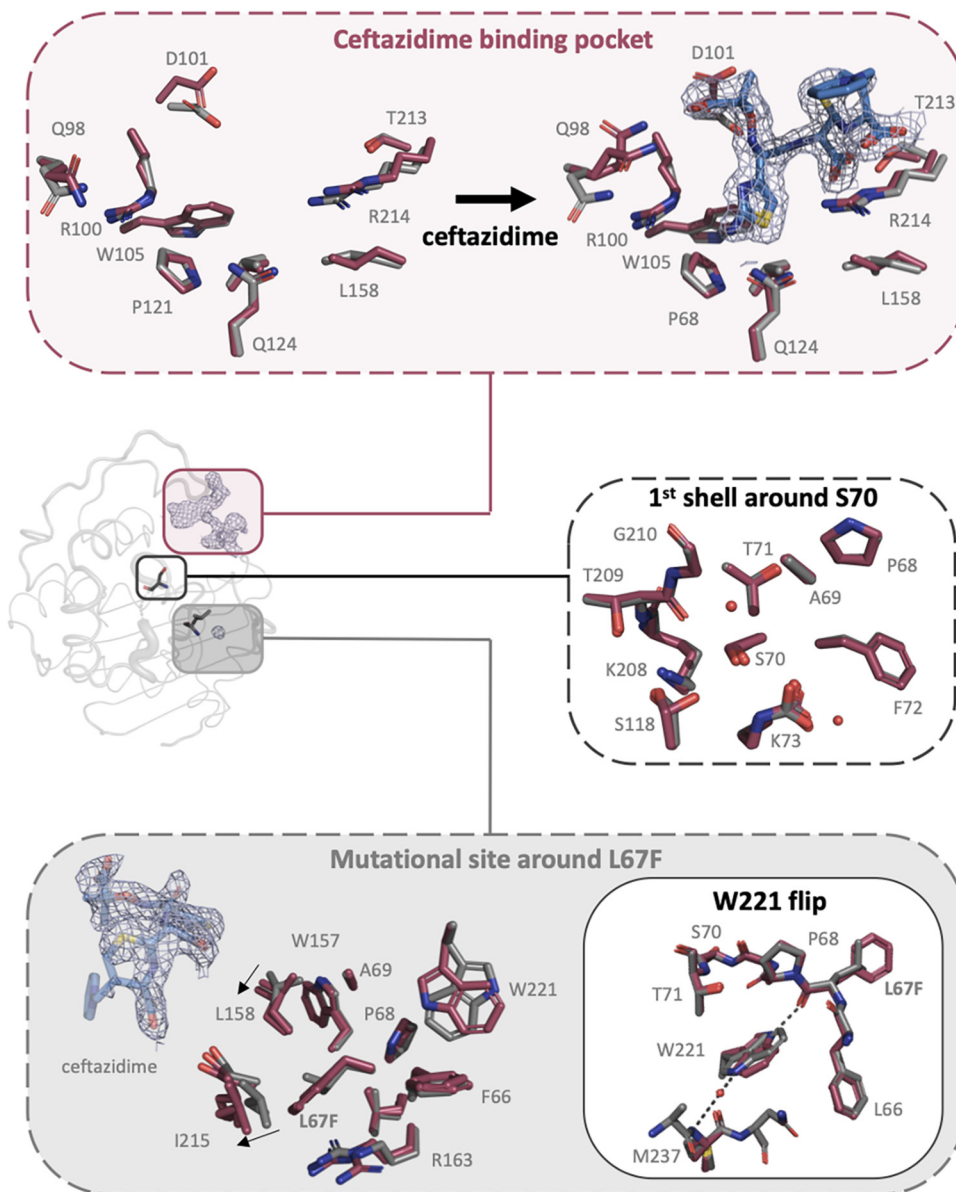 Ceftazidime binding pocket
D101
Q98
T213
R100
R214
W105
P121
L158
Q124
ceftazidime
D101
T213
Q98
R100
R214
W105
P68
L158
Q124
1st shell around S70
G210
T71
P68
T209
A69
K208
S70
F72
S118
K73
Mutational site around L67F
ceftazidime
W157
A69
L158
P68
W221
I215
L67F
F66
R163
W221 flip
S70
P68
T71
L67F
W221
L66
M237